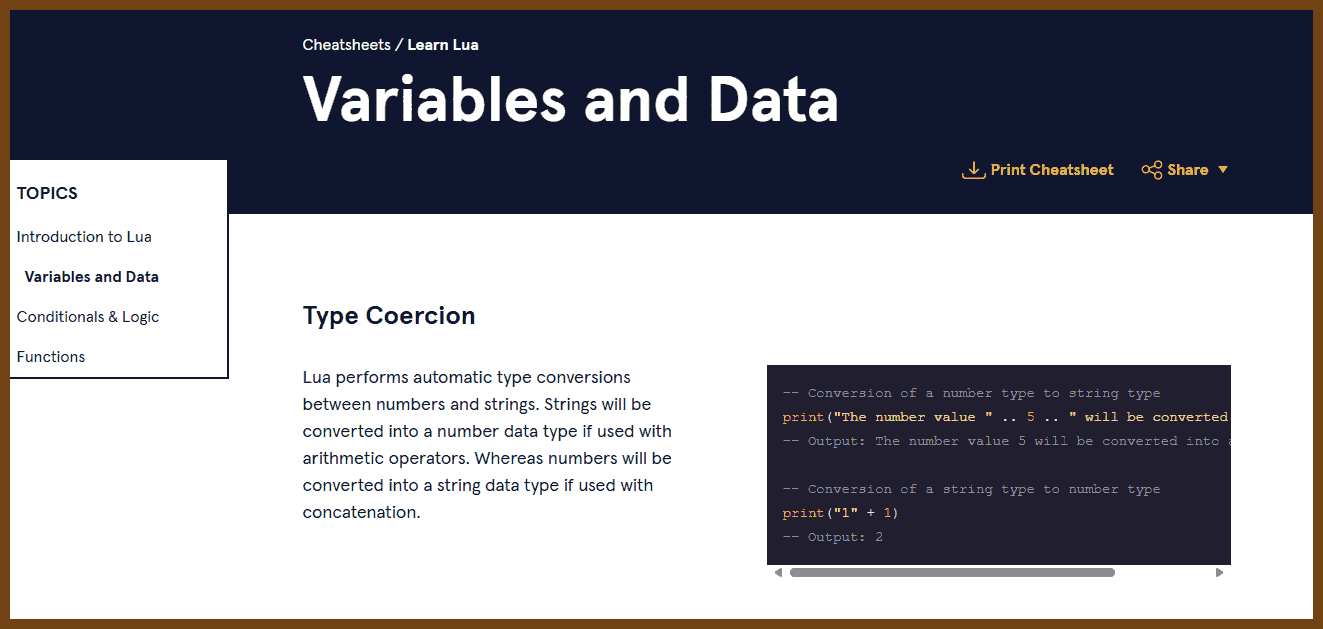 Cheatsheets / Learn Lua
Variables and Data
Print Cheatsheet
Share
TOPICS
Introduction to Lua
Variables and Data
Conditionals & Logic
Functions
Type Coercion
Lua performs automatic type conversions
between numbers and strings. Strings will be
converted into a number data type if used with
arithmetic operators. Whereas numbers will be
converted into a string data type if used with
concatenation.
-- Conversion of a number type to string type
print("The number value " .. 5 .. " will be converted
-- Output: The number value 5 will be converted into
-- Conversion of a string type to number type
print("1" + 1)
-- Output: 2